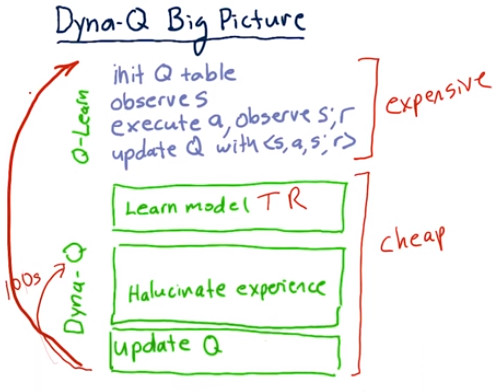 Dyna-Q Big Picture
init Q table
observe s
execute a, observe s', r
update Q with <s, a, s', r>
expensive
Q-Learn
Learn model T R
Halucinate experience
update Q
cheap
Dyna-Q
100s